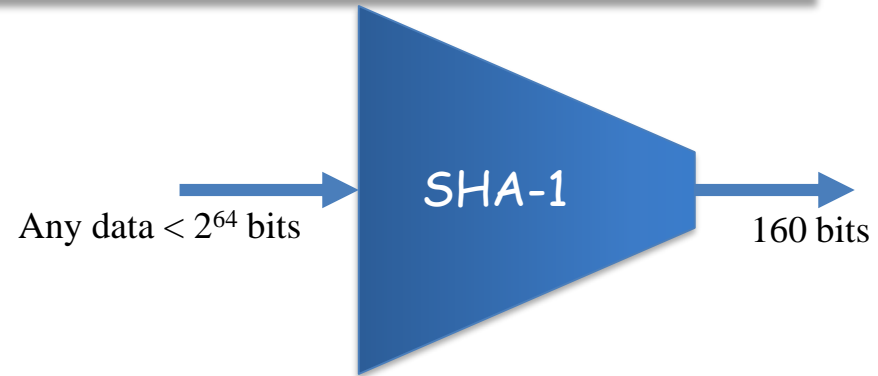 SHA-1
Any data < 2⁶⁴ bits
160 bits